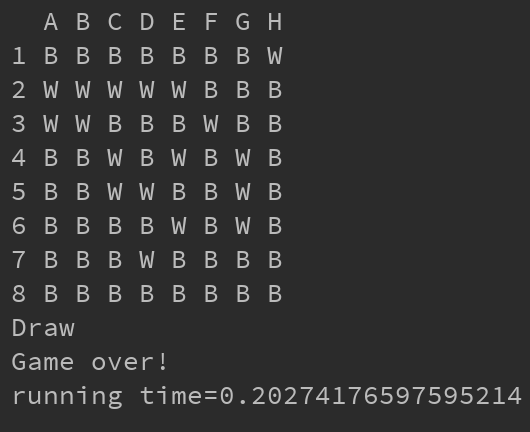 A B C D E F G H
1 B B B B B B B W
2 W W W W W B B B
3 W W B B B W B B
4 B B W B W B W B
5 B B W W B B W B
6 B B B B W B W B
7 B B B W B B B B
8 B B B B B B B B
Draw
Game over!
running time=0.20274176597595214